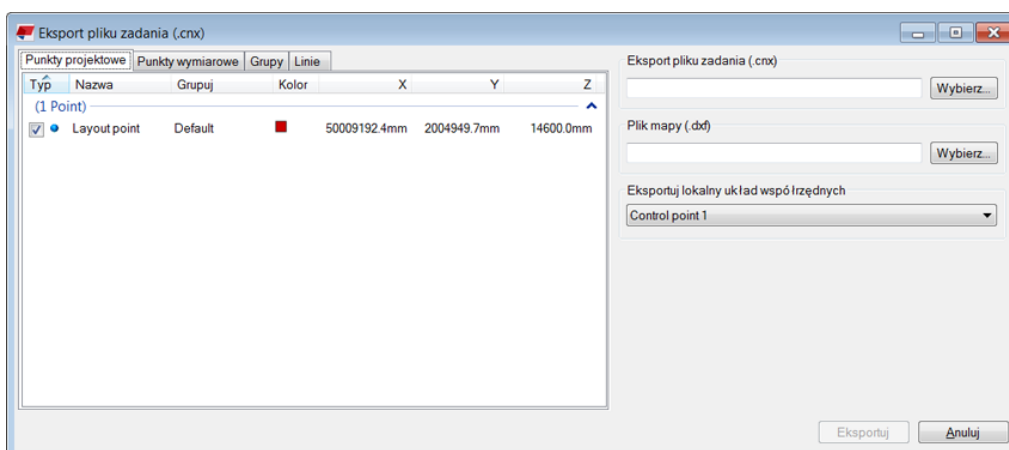 Eksport pliku zadania (.cnx)
Punkty projektowe Punkty wymiarowe Grupy Linie
Typ Nazwa Grupuj Kolor X Y Z
(1 Point)
Layout point Default 50009192.4mm 2004949.7mm 14600.0mm
Eksport pliku zadania (.cnx)
Wybierz...
Plik mapy (.dxf)
Wybierz...
Eksportuj lokalny układ współrzędnych
Control point 1
Eksportuj Anuluj